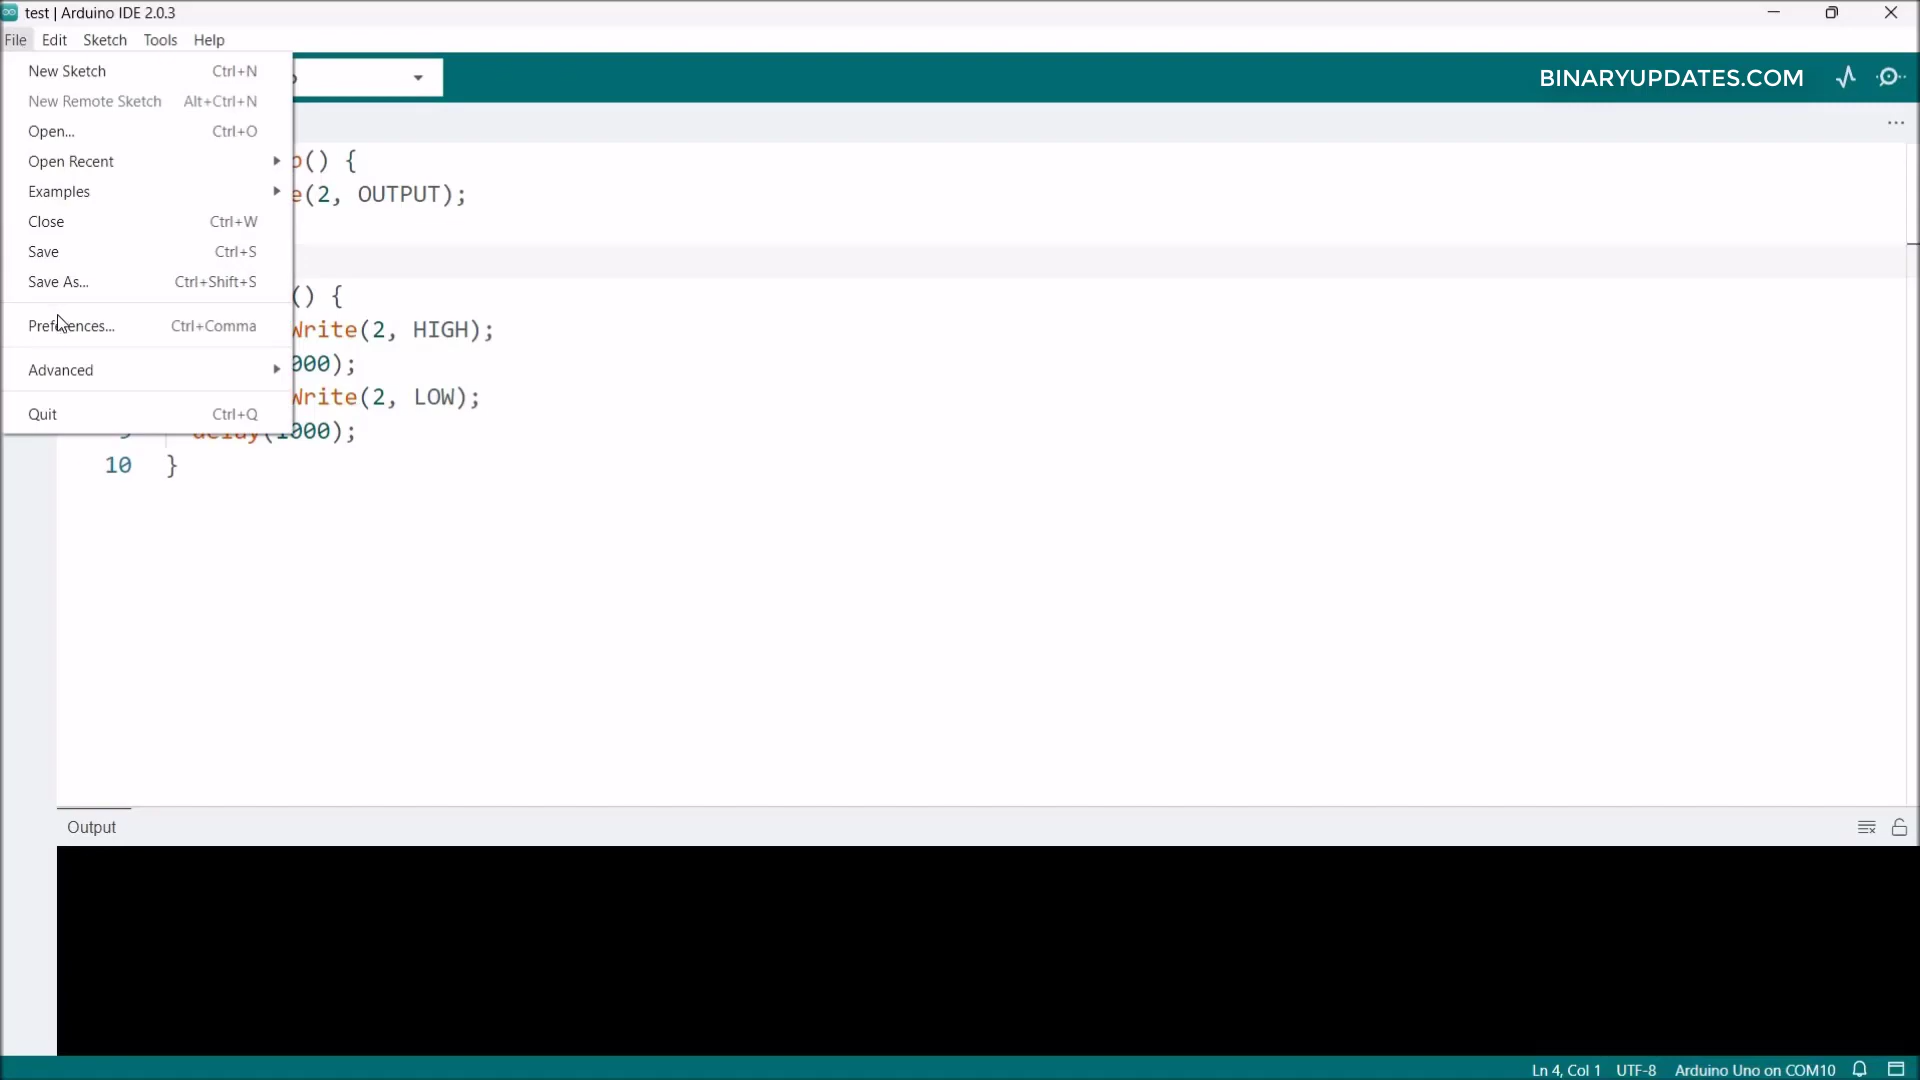 test | Arduino IDE 2.0.3
File Edit Sketch Tools Help
New Sketch Ctrl+N
New Remote Sketch Alt+Ctrl+N
Open... Ctrl+O
Open Recent
Examples
Close Ctrl+W
Save Ctrl+S
Save As... Ctrl+Shift+S
Preferences... Ctrl+Comma
Advanced
Quit Ctrl+Q
BINARYUPDATES.COM
() {
(2, OUTPUT);
() {
Write(2, HIGH);
000);
Write(2, LOW);
9 delay(1000);
10 }
Output
Ln 4, Col 1 UTF-8 Arduino Uno on COM10